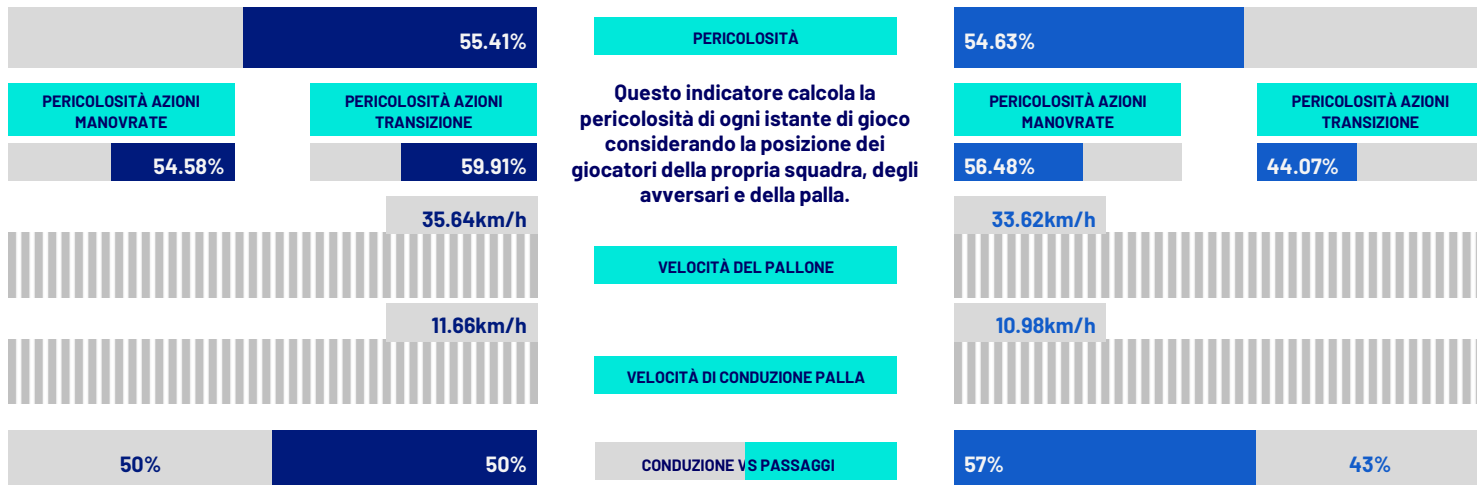 55.41%
PERICOLOSITÀ
54.63%
PERICOLOSITÀ AZIONI
MANOVRATE
PERICOLOSITÀ AZIONI
TRANSIZIONE
Questo indicatore calcola la
pericolosità di ogni istante di gioco
considerando la posizione dei
giocatori della propria squadra, degli
avversari e della palla.
PERICOLOSITÀ AZIONI
MANOVRATE
PERICOLOSITÀ AZIONI
TRANSIZIONE
54.58%
59.91%
56.48%
44.07%
35.64km/h
33.62km/h
VELOCITÀ DEL PALLONE
11.66km/h
10.98km/h
VELOCITÀ DI CONDUZIONE PALLA
50%
50%
CONDUZIONE VS PASSAGGI
57%
43%